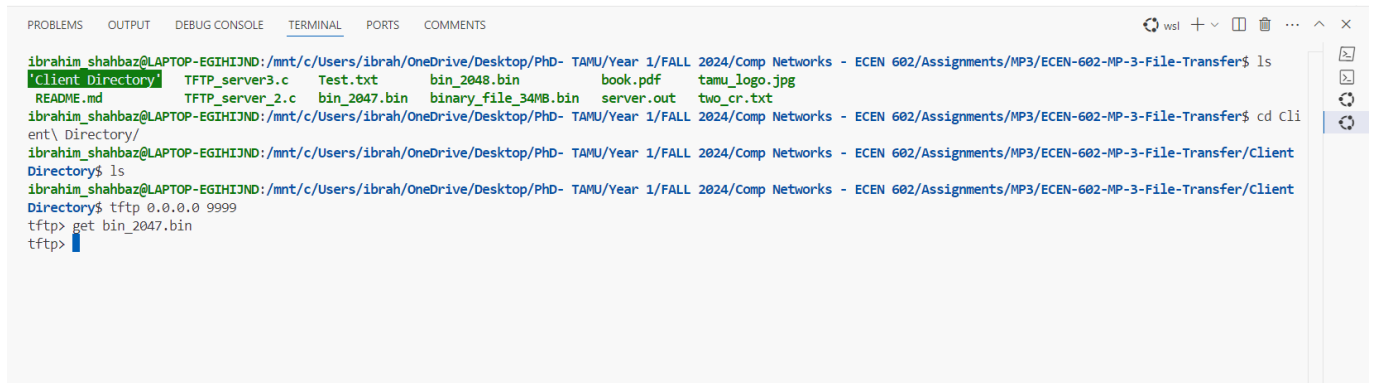 PROBLEMS OUTPUT DEBUG CONSOLE TERMINAL PORTS COMMENTS wsl
ibrahim_shahbaz@LAPTOP-EGIHIJND:/mnt/c/Users/ibrah/OneDrive/Desktop/PhD- TAMU/Year 1/FALL 2024/Comp Networks - ECEN 602/Assignments/MP3/ECEN-602-MP-3-File-Transfer$ ls
'Client Directory' TFTP_server3.c Test.txt bin_2048.bin book.pdf tamu_logo.jpg
README.md TFTP_server_2.c bin_2047.bin binary_file_34MB.bin server.out two_cr.txt
ibrahim_shahbaz@LAPTOP-EGIHIJND:/mnt/c/Users/ibrah/OneDrive/Desktop/PhD- TAMU/Year 1/FALL 2024/Comp Networks - ECEN 602/Assignments/MP3/ECEN-602-MP-3-File-Transfer$ cd Cli
ent\ Directory/
ibrahim_shahbaz@LAPTOP-EGIHIJND:/mnt/c/Users/ibrah/OneDrive/Desktop/PhD- TAMU/Year 1/FALL 2024/Comp Networks - ECEN 602/Assignments/MP3/ECEN-602-MP-3-File-Transfer/Client
Directory$ ls
ibrahim_shahbaz@LAPTOP-EGIHIJND:/mnt/c/Users/ibrah/OneDrive/Desktop/PhD- TAMU/Year 1/FALL 2024/Comp Networks - ECEN 602/Assignments/MP3/ECEN-602-MP-3-File-Transfer/Client
Directory$ tftp 0.0.0.0 9999
tftp> get bin_2047.bin
tftp>